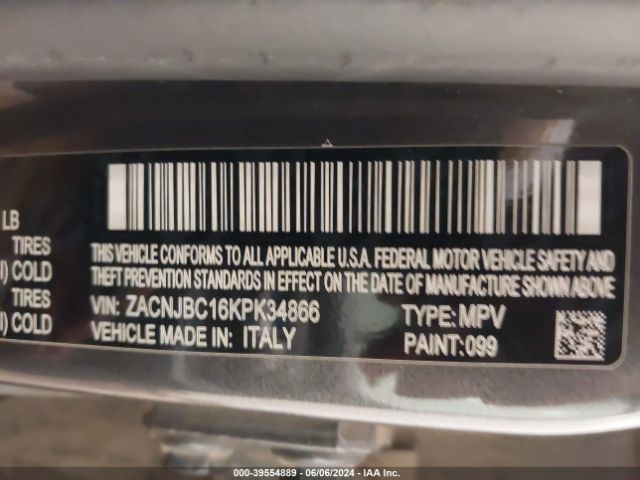 LB
TIRES
) COLD
TIRES
) COLD
THIS VEHICLE CONFORMS TO ALL APPLICABLE U.S.A. FEDERAL MOTOR VEHICLE SAFETY AND
THEFT PREVENTION STANDARDS IN EFFECT ON THE DATE OF MANUFACTURE SHOWN ABOVE
VIN: ZACNJBC16KPK34866 TYPE: MPV
VEHICLE MADE IN: ITALY PAINT: 099
000-39554889 - 06/06/2024 - IAA Inc.